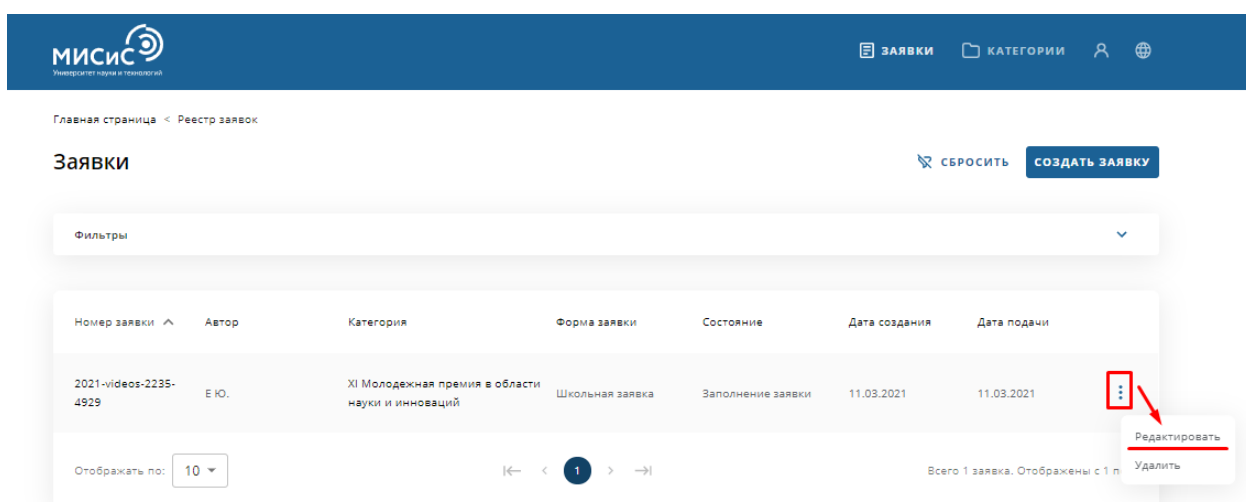 МИСИС
Университет науки и технологий
ЗАЯВКИ
КАТЕГОРИИ
Главная страница < Реестр заявок
Заявки
СБРОСИТЬ
СОЗДАТЬ ЗАЯВКУ
Фильтры
Номер заявки Автор Категория Форма заявки Состояние Дата создания Дата подачи
2021-videos-2235-
4929
Е Ю.
XI Молодежная премия в области
науки и инноваций
Школьная заявка
Заполнение заявки
11.03.2021
11.03.2021
Редактировать
Удалить
Отображать по: 10
1
Всего 1 заявка. Отображены с 1 п